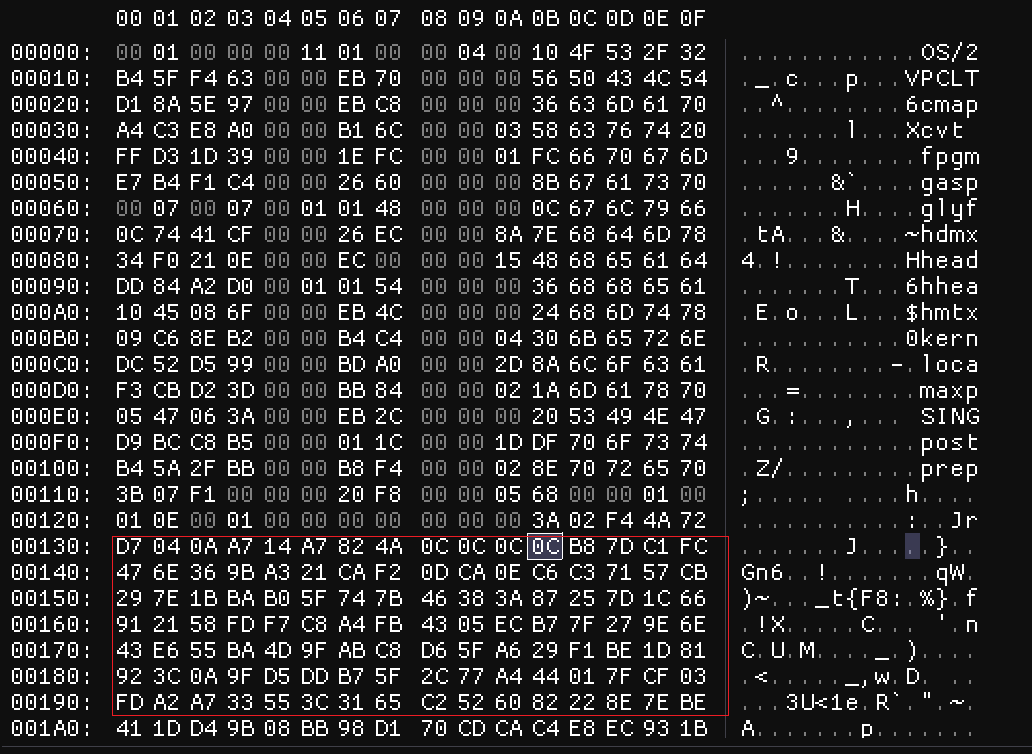 00 01 02 03 04 05 06 07 08 09 0A 0B 0C 0D 0E 0F
00000: 00 01 00 00 00 11 01 00 00 04 00 10 4F 53 2F 32 ............OS/2
00010: B4 5F F4 63 00 00 EB 70 00 00 00 56 50 43 4C 54 ._.c...p...VPCLT
00020: D1 8A 5E 97 00 00 EB C8 00 00 00 36 63 6D 61 70 ..^........6cmap
00030: A4 C3 E8 A0 00 00 B1 6C 00 00 03 58 63 76 74 20 .......l...Xcvt
00040: FF D3 1D 39 00 00 1E FC 00 00 01 FC 66 70 67 6D ...9........fpgm
00050: E7 B4 F1 C4 00 00 26 60 00 00 00 8B 67 61 73 70 ......&`....gasp
00060: 00 07 00 07 00 01 01 48 00 00 00 0C 67 6C 79 66 .......H....glyf
00070: 0C 74 41 CF 00 00 26 EC 00 00 8A 7E 68 64 6D 78 .tA...&....~hdmx
00080: 34 F0 21 0E 00 00 EC 00 00 00 15 48 68 65 61 64 4.!........Hhead
00090: DD 84 A2 D0 00 01 01 54 00 00 00 36 68 68 65 61 .......T...6hhea
000A0: 10 45 08 6F 00 00 EB 4C 00 00 00 24 68 6D 74 78 .E.o...L...$hmtx
000B0: 09 C6 8E B2 00 00 B4 C4 00 00 04 30 6B 65 72 6E ...........0kern
000C0: DC 52 D5 99 00 00 BD A0 00 00 2D 8A 6C 6F 63 61 .R........-.loca
000D0: F3 CB D2 3D 00 00 BB 84 00 00 02 1A 6D 61 78 70 ...=........maxp
000E0: 05 47 06 3A 00 00 EB 2C 00 00 00 20 53 49 4E 47 .G.:...,... SING
000F0: D9 BC C8 B5 00 00 01 1C 00 00 1D DF 70 6F 73 74 ............post
00100: B4 5A 2F BB 00 00 B8 F4 00 00 02 8E 70 72 65 70 .Z/.........prep
00110: 3B 07 F1 00 00 00 20 F8 00 00 05 68 00 00 01 00 ;..... ....h....
00120: 01 0E 00 01 00 00 00 00 00 00 00 3A 02 F4 4A 72 ...........:..Jr
00130: D7 04 0A A7 14 A7 82 4A 0C 0C 0C 0C B8 7D C1 FC .......J.....}..
00140: 47 6E 36 9B A3 21 CA F2 0D CA 0E C6 C3 71 57 CB Gn6..!.......qW.
00150: 29 7E 1B BA B0 5F 74 7B 46 38 3A 87 25 7D 1C 66 )~..._t{F8:.%}.f
00160: 91 21 58 FD F7 C8 A4 FB 43 05 EC B7 7F 27 9E 6E .!X.....C....'.n
00170: 43 E6 55 BA 4D 9F AB C8 D6 5F A6 29 F1 BE 1D 81 C.U.M...._.)....
00180: 92 3C 0A 9F D5 DD B7 5F 2C 77 A4 44 01 7F CF 03 .<....._,w.D....
00190: FD A2 A7 33 55 3C 31 65 C2 52 60 82 22 8E 7E BE ...3U<1e.R`.".~.
001A0: 41 1D D4 9B 08 BB 98 D1 70 CD CA C4 E8 EC 93 1B A.......p.......